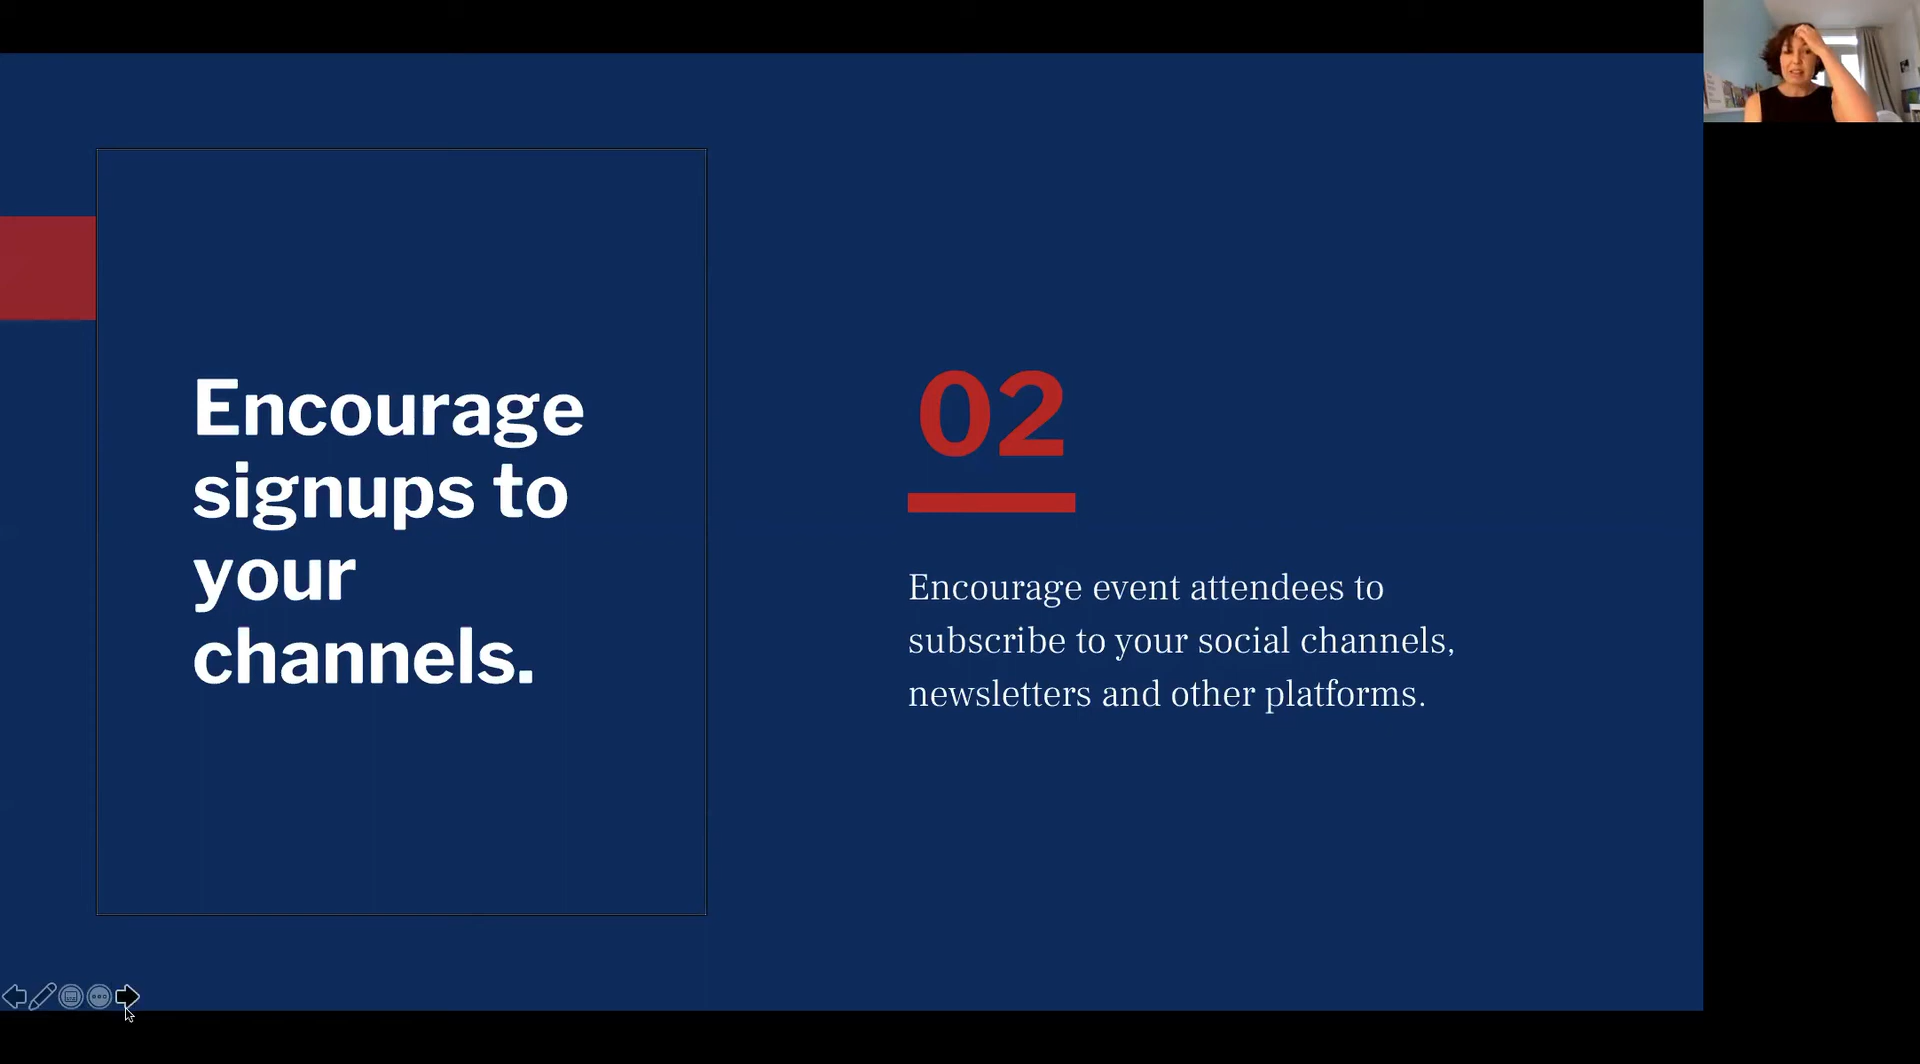 Encourage
signups to
your
channels.
02
Encourage event attendees to
subscribe to your social channels,
newsletters and other platforms.